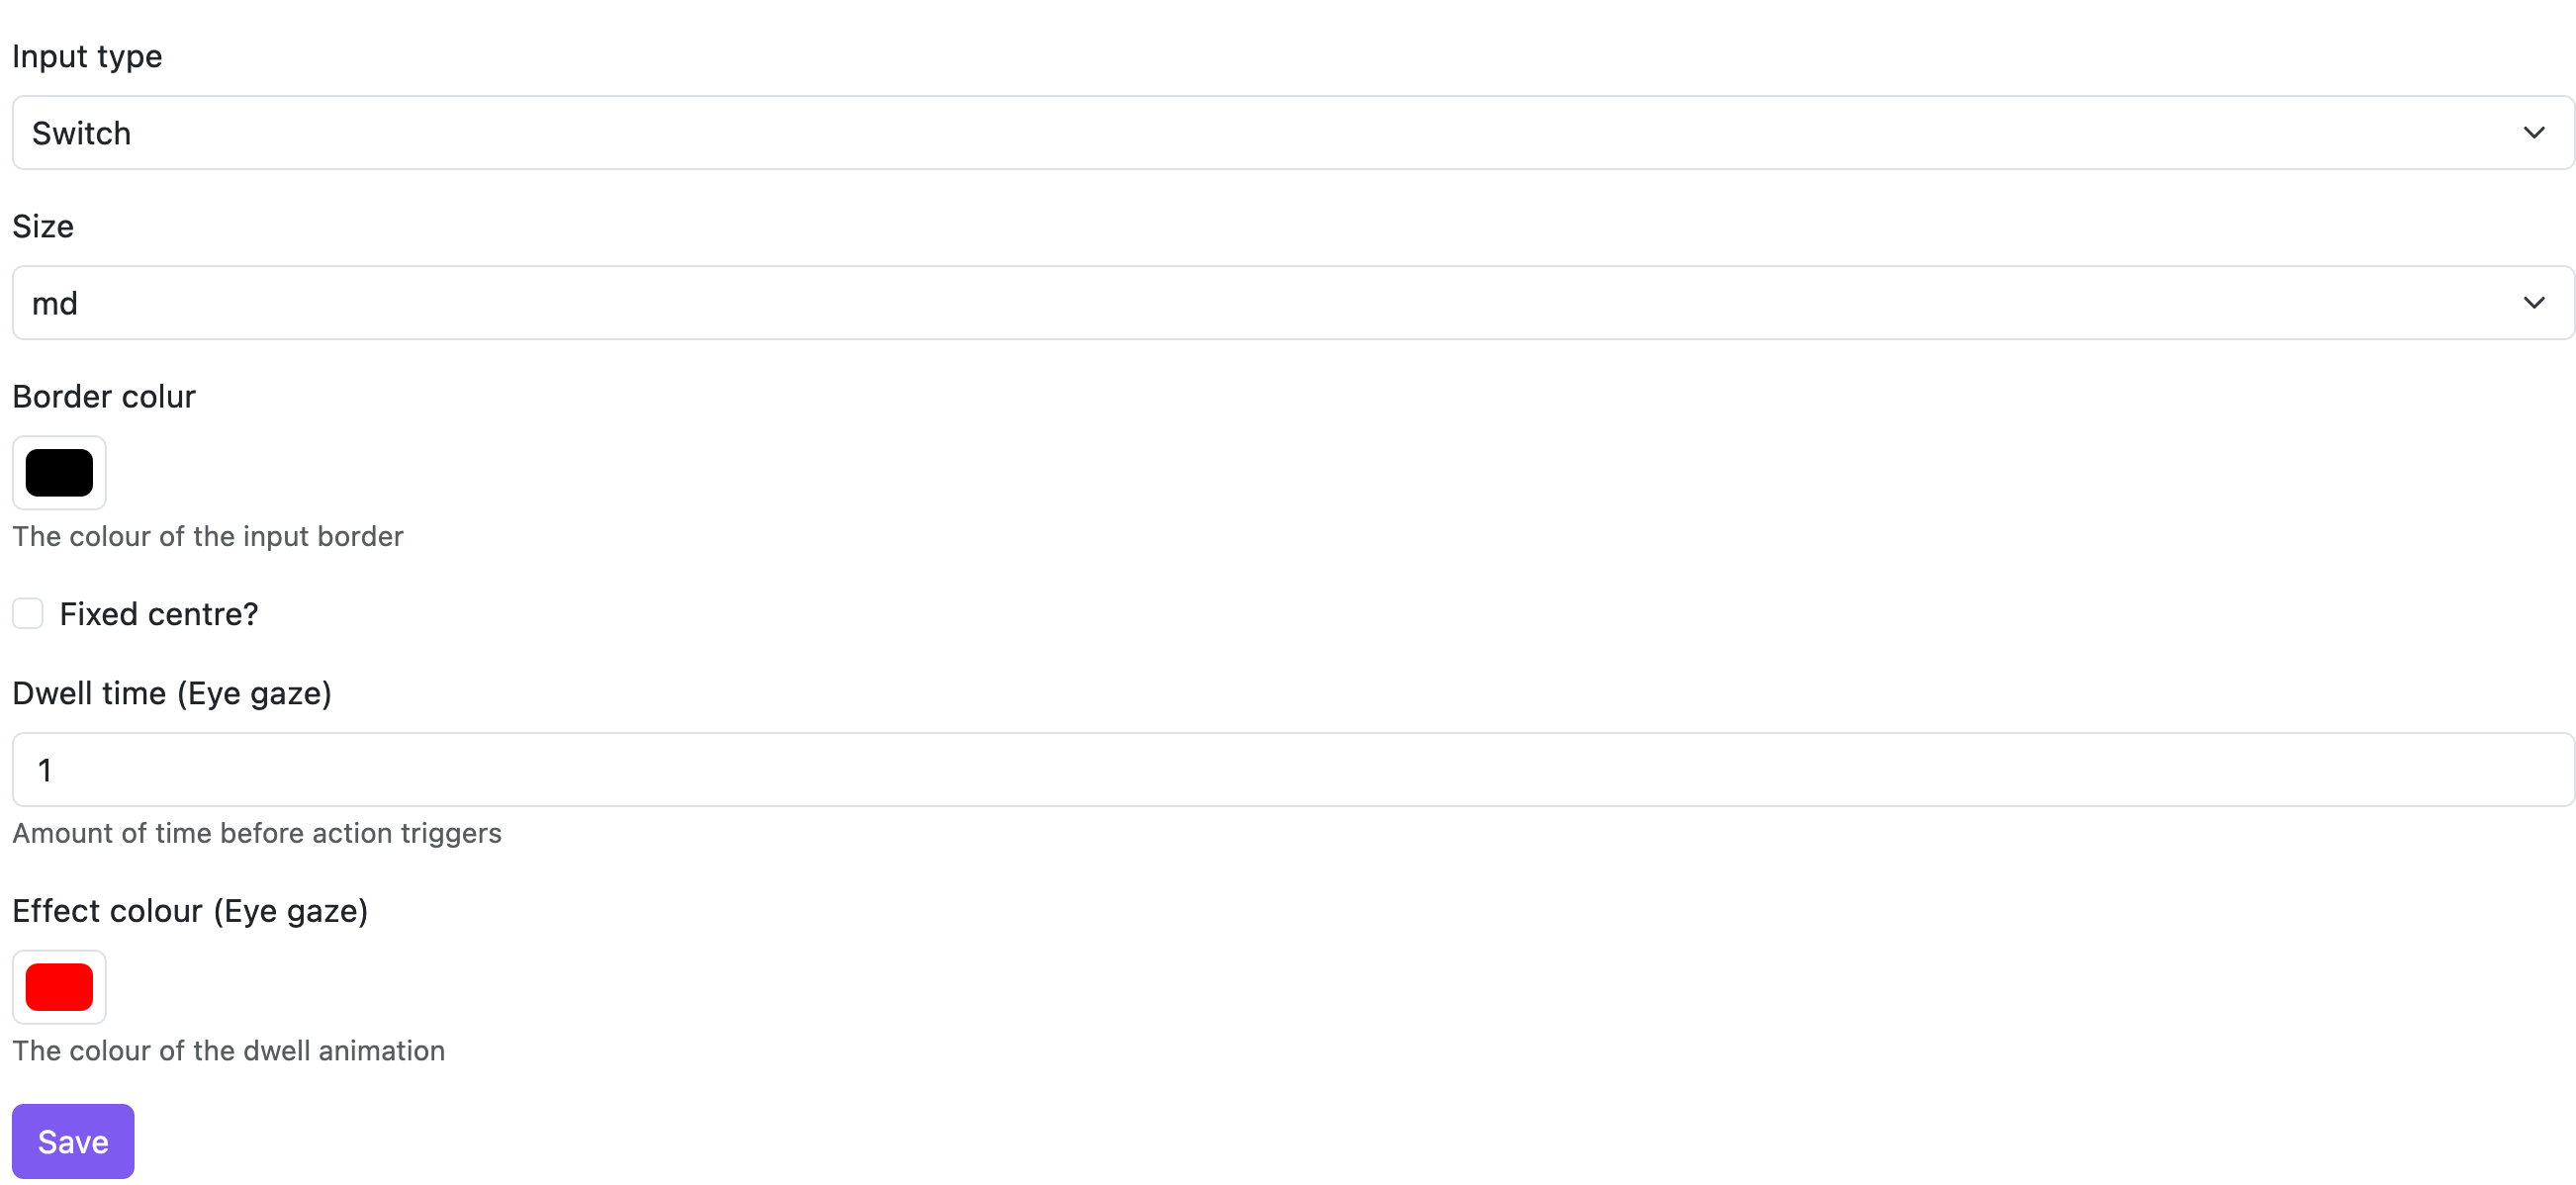 Input type
Switch
Size
md
Border colur
The colour of the input border
Fixed centre?
Dwell time (Eye gaze)
1
Amount of time before action triggers
Effect colour (Eye gaze)
The colour of the dwell animation
Save